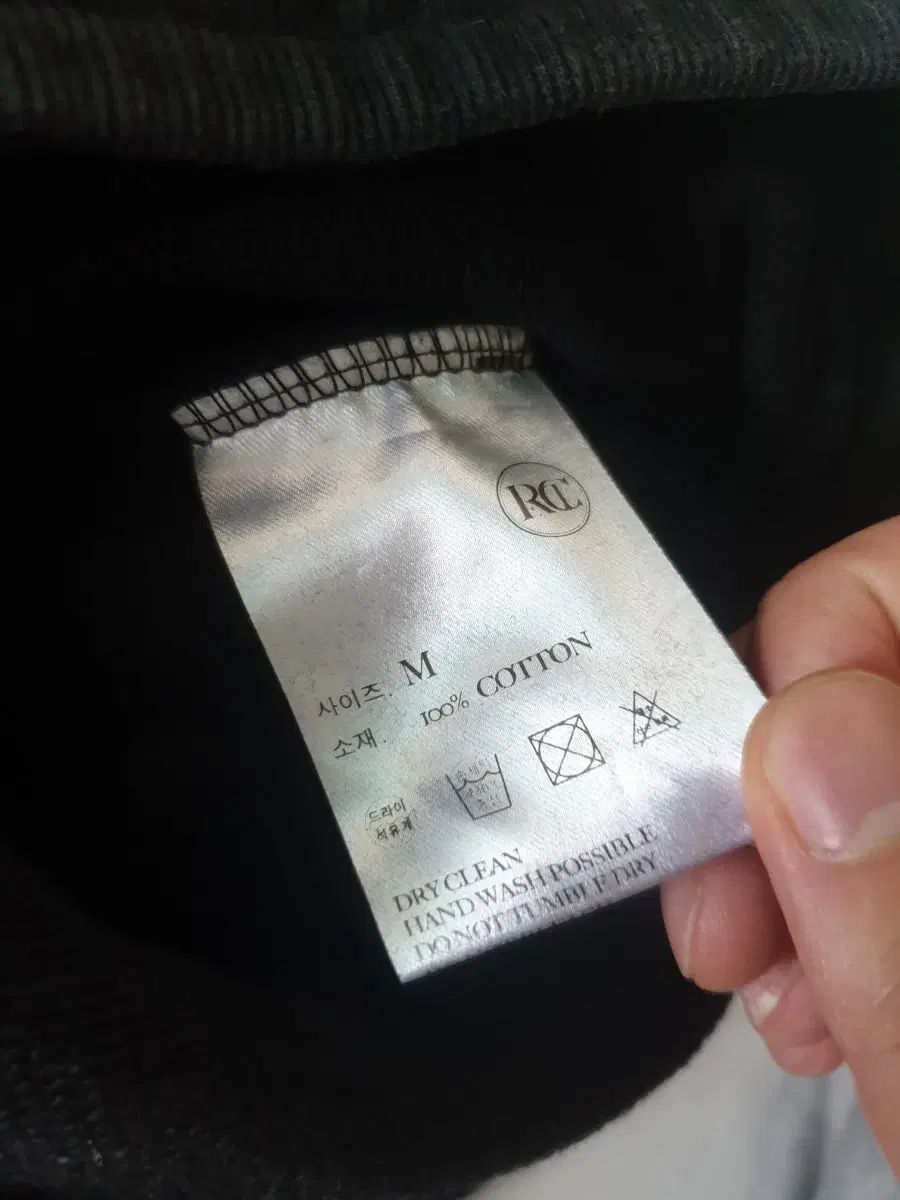 RCE
사이즈. M
소재. 100% COTTON
드라이
석유계
DRY CLEAN
HAND WASH POSSIBLE
DO NOT TUMBLE DRY